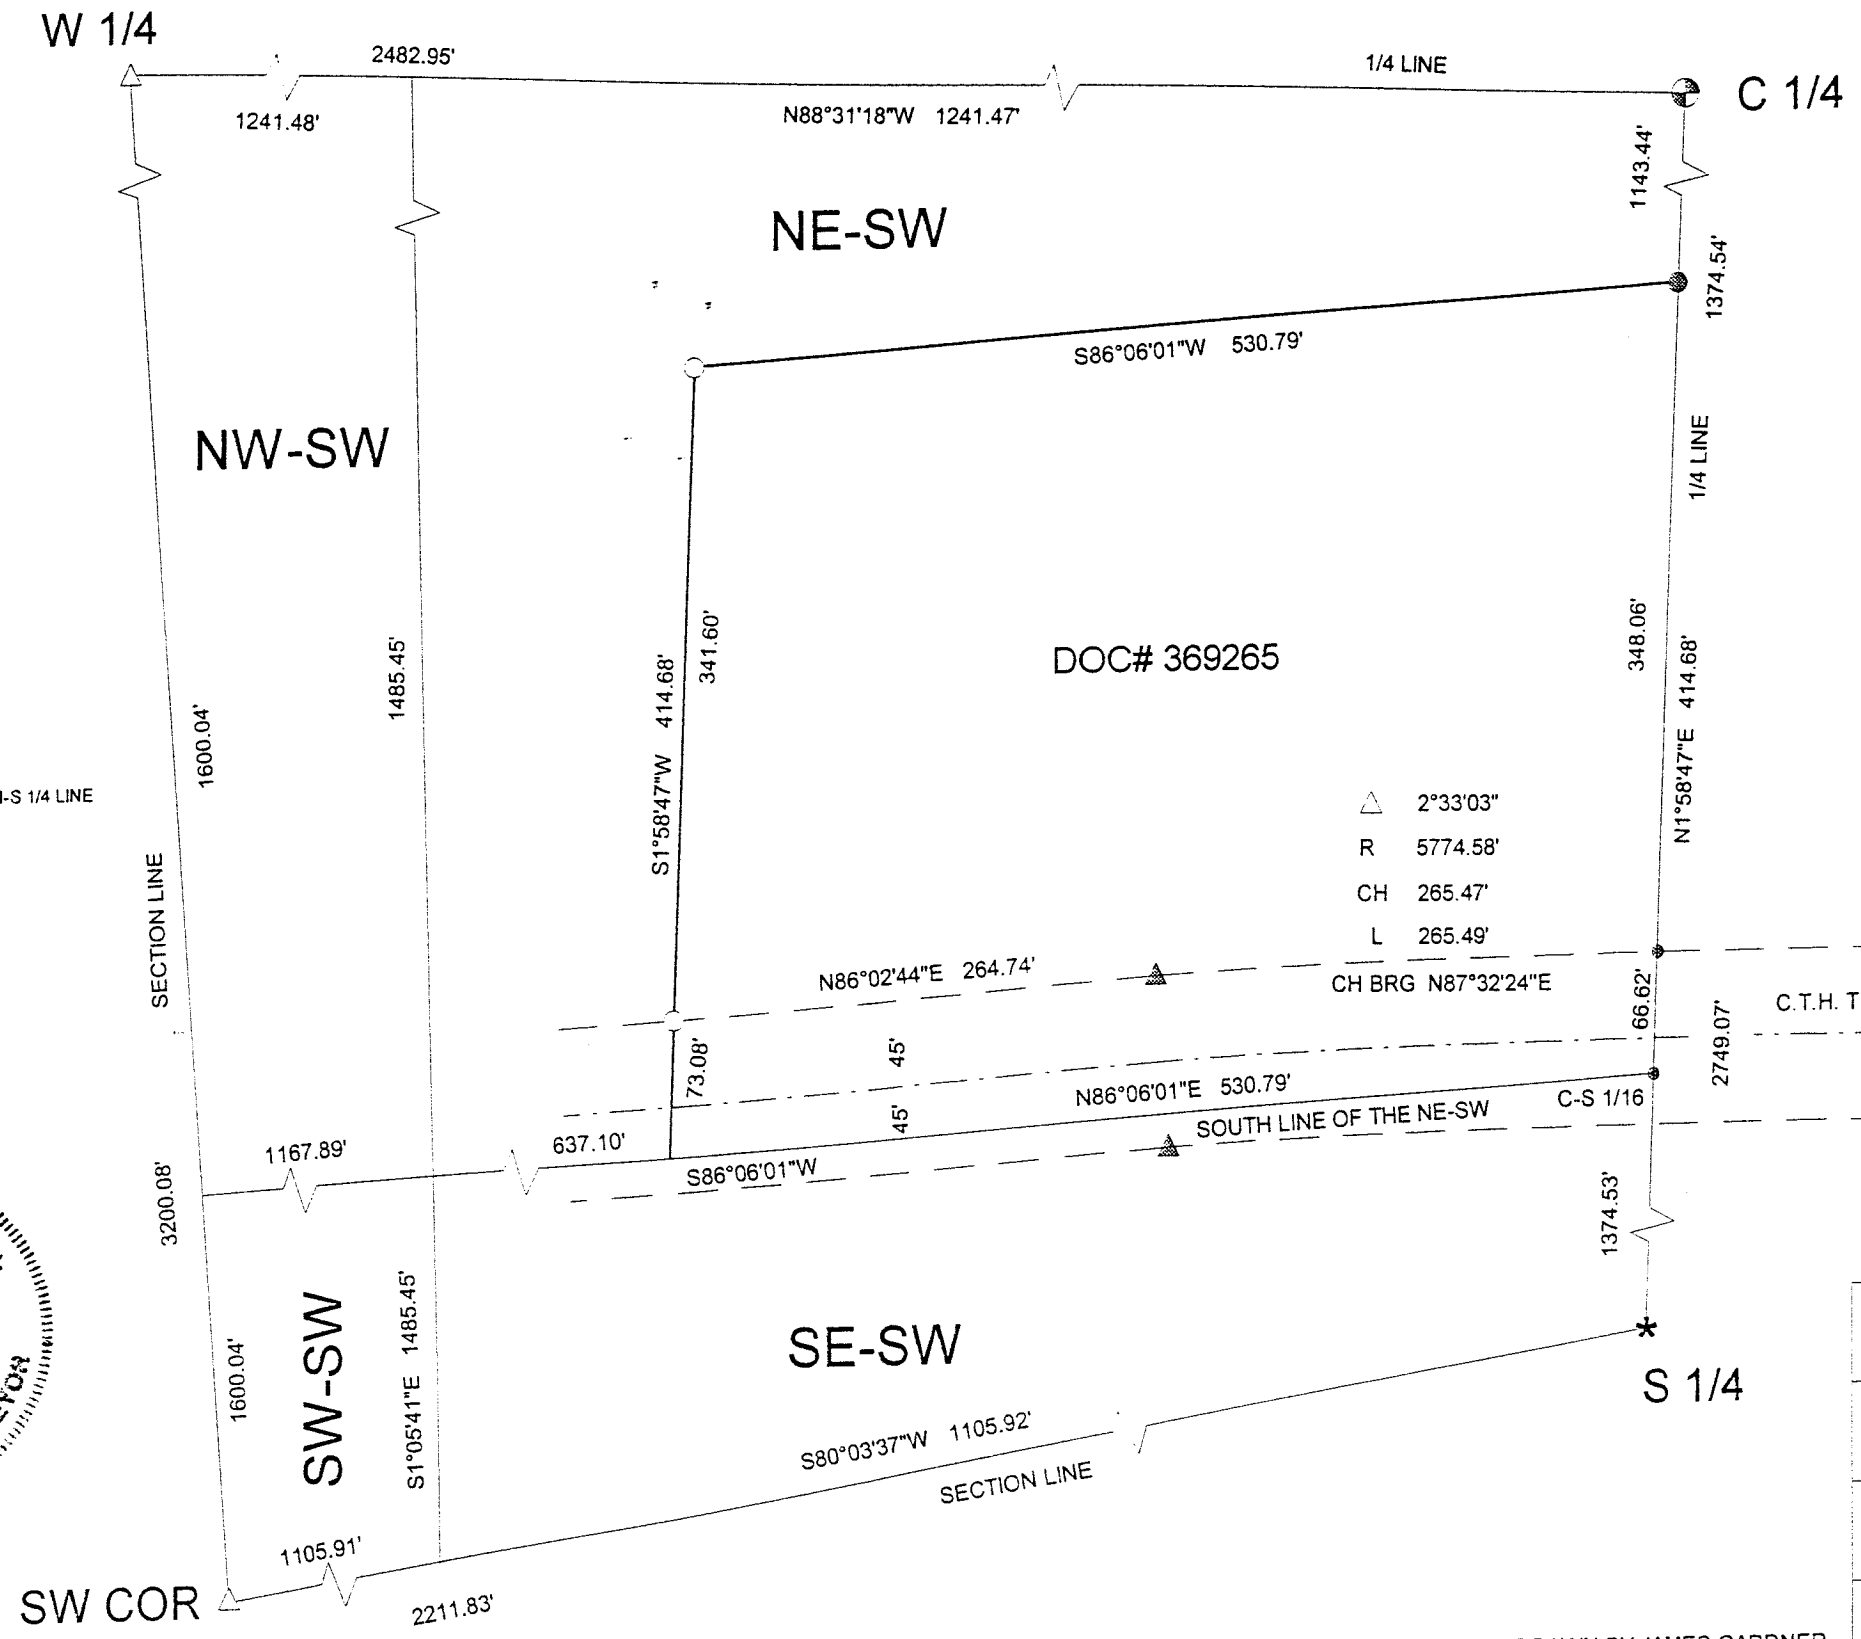 W 1/4
2482.95'
1/4 LINE
C 1/4
1241.48'
N88°31'18"W 1241.47'
1143.44'
NE-SW
1374.54'
S86°06'01"W 530.79'
NW-SW
1/4 LINE
1485.45'
341.60'
S1°58'47"W 414.68'
DOC# 369265
348.06'
N1°58'47"E 414.68'
1600.04'
-S 1/4 LINE
△ 2°33'03"
R 5774.58'
CH 265.47'
L 265.49'
SECTION LINE
N86°02'44"E 264.74'
CH BRG N87°32'24"E
66.62'
C.T.H. T
2749.07'
73.08'
45'
N86°06'01"E 530.79'
C-S 1/16
45'
SOUTH LINE OF THE NE-SW
1167.89'
637.10'
S86°06'01"W
3200.08'
1374.53'
SW-SW
S1°05'41"E 1485.45'
1600.04'
SE-SW
S 1/4
S80°03'37"W 1105.92'
SECTION LINE
1105.91'
SW COR
2211.83'
JAMES GARDNER